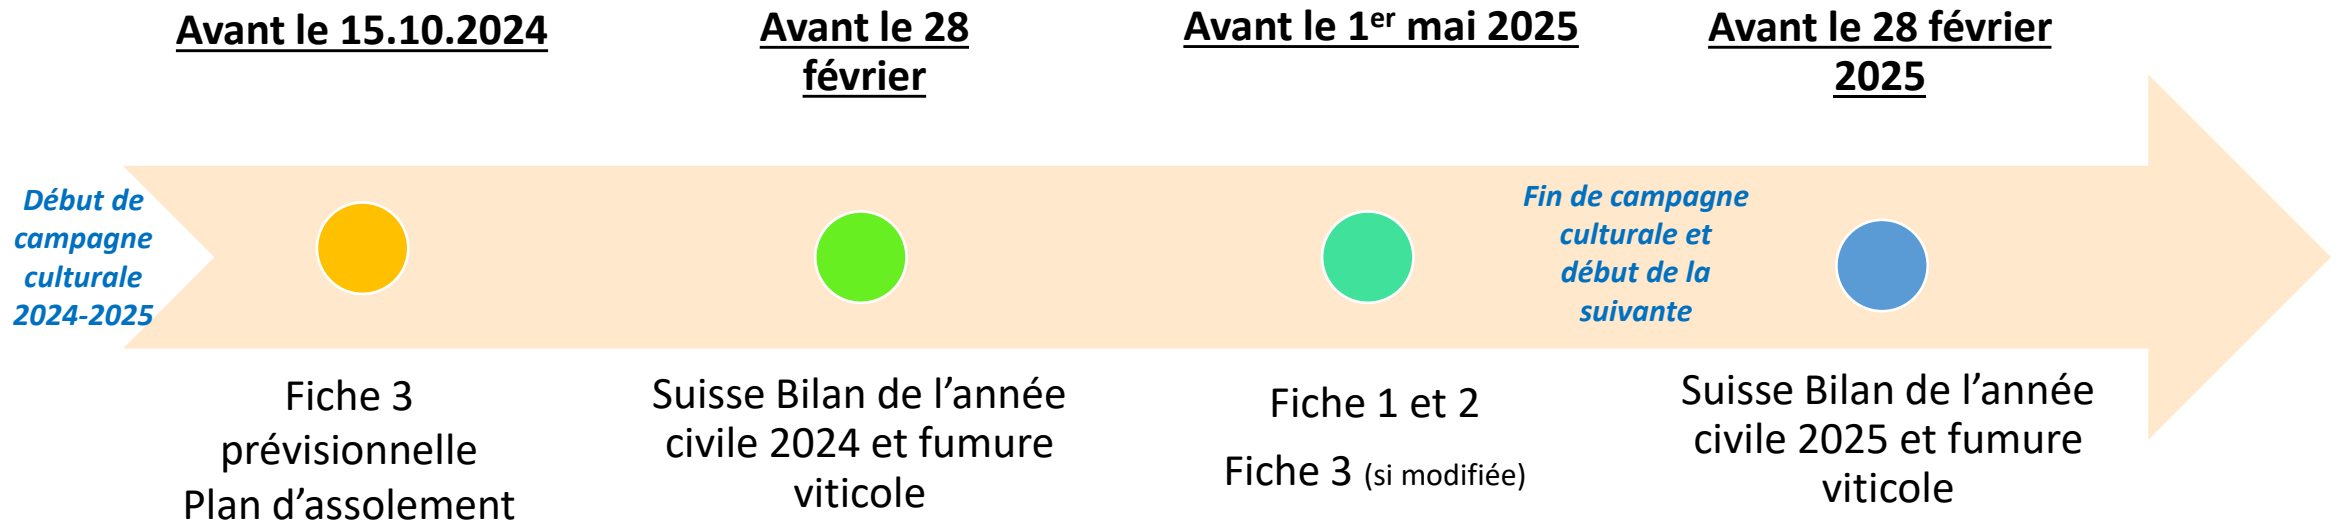 Avant le 15.10.2024
Avant le 28
février
Avant le 1er mai 2025
Avant le 28 février
2025
Début de
campagne
culturale
2024-2025
Fin de campagne
culturale et
début de la
suivante
Fiche 3
prévisionnelle
Plan d’assolement
Suisse Bilan de l’année
civile 2024 et fumure
viticole
Fiche 1 et 2
Fiche 3 (si modifiée)
Suisse Bilan de l’année
civile 2025 et fumure
viticole